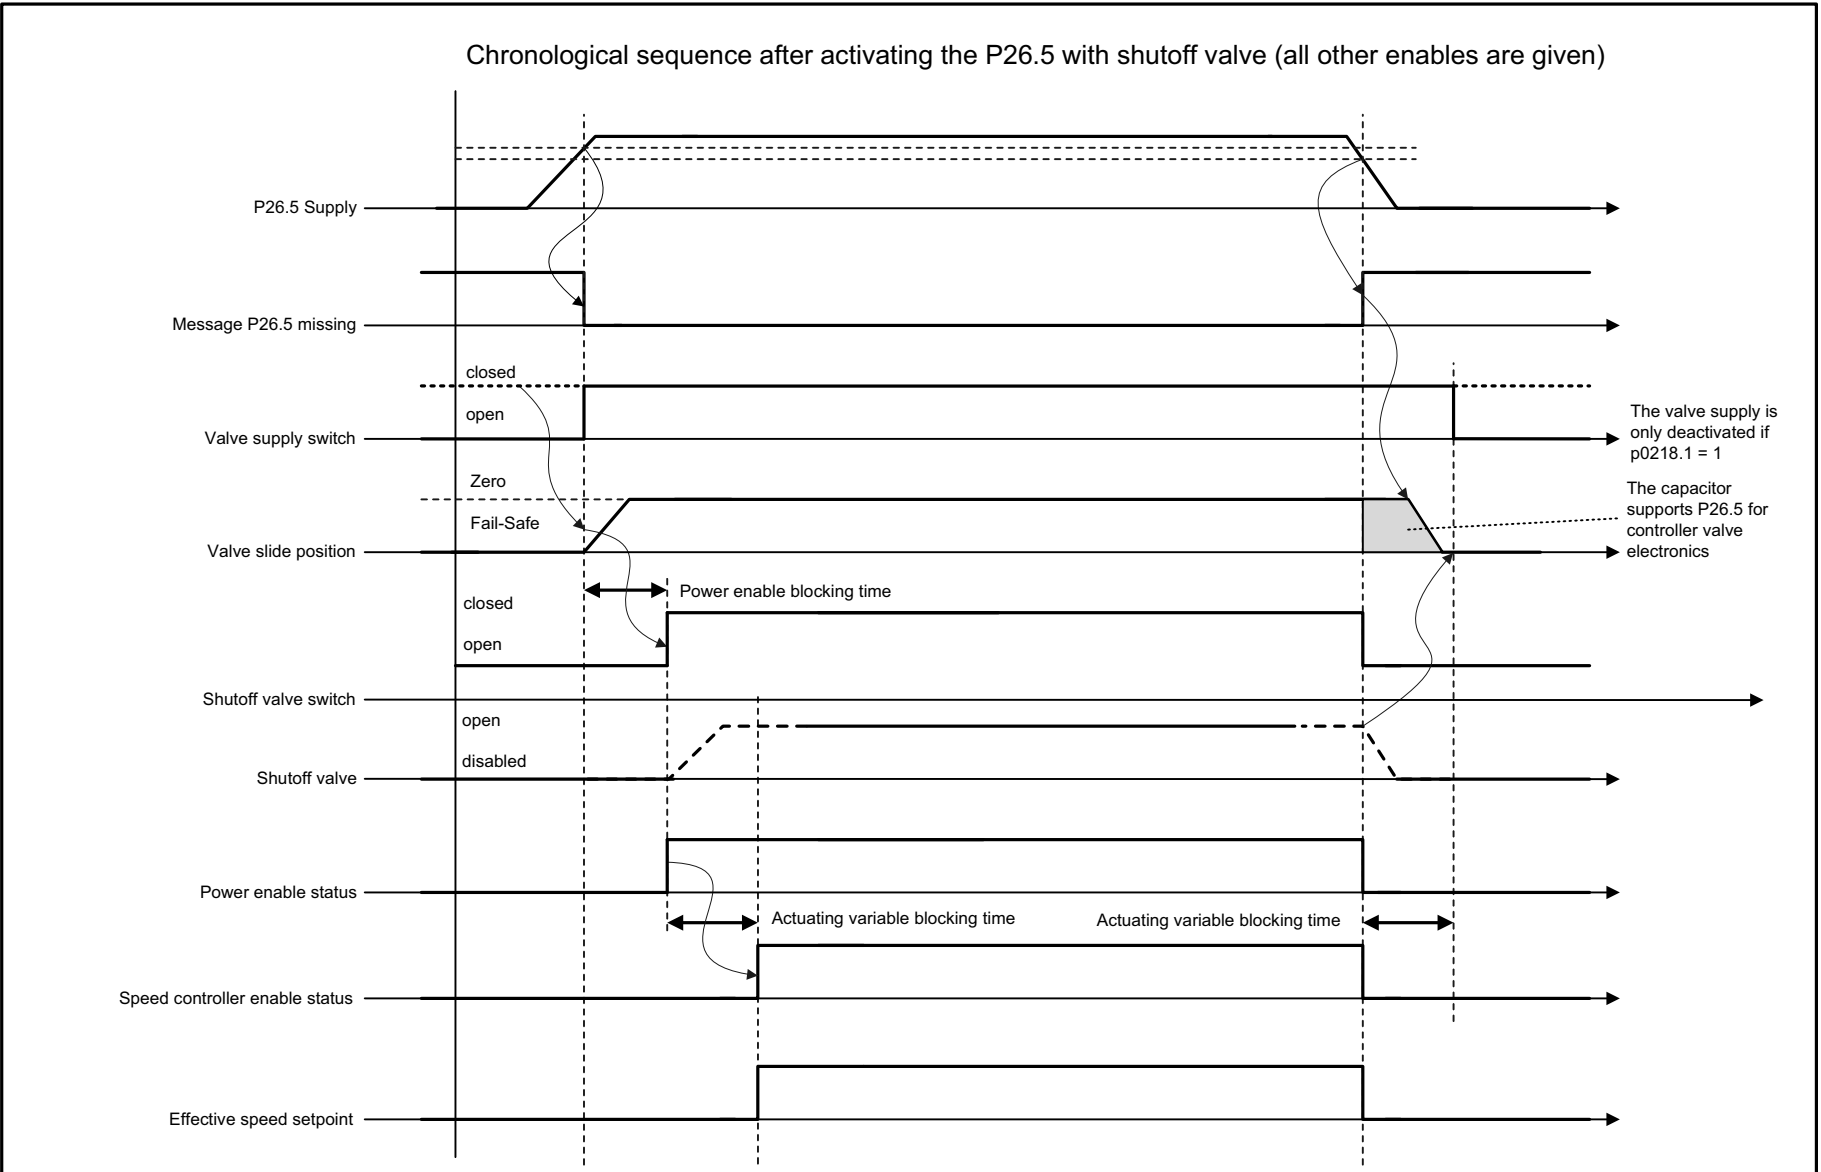 Chronological sequence after activating the P26.5 with shutoff valve (all other enables are given)
P26.5 Supply
Message P26.5 missing
closed
open
Valve supply switch
The valve supply is
only deactivated if
p0218.1 = 1
Zero
Fail-Safe
Valve slide position
The capacitor
supports P26.5 for
controller valve
electronics
Power enable blocking time
closed
open
Shutoff valve switch
open
disabled
Shutoff valve
Power enable status
Actuating variable blocking time
Actuating variable blocking time
Speed controller enable status
Effective speed setpoint